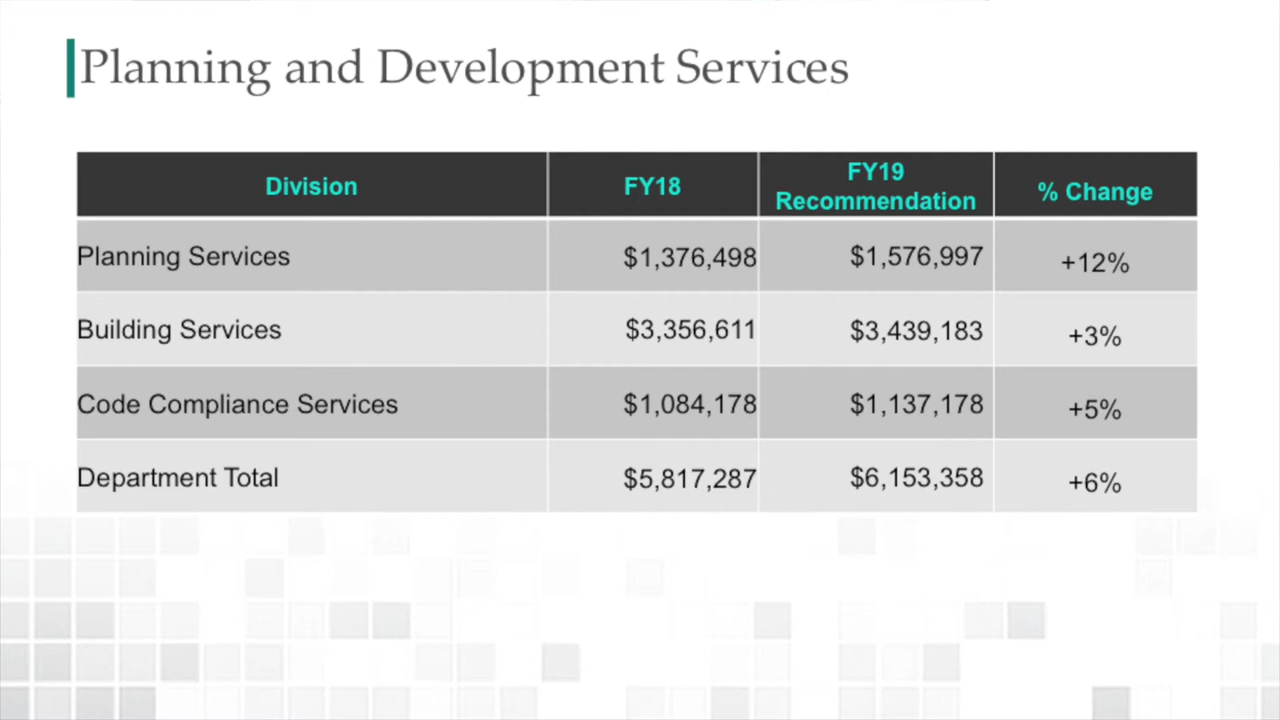 Planning and Development Services
Division FY18 FY19 Recommendation % Change
Planning Services $1,376,498 $1,576,997 +12%
Building Services $3,356,611 $3,439,183 +3%
Code Compliance Services $1,084,178 $1,137,178 +5%
Department Total $5,817,287 $6,153,358 +6%